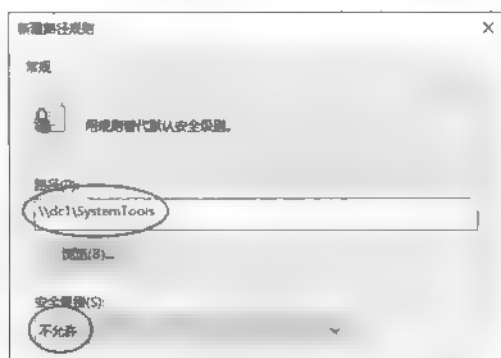 新建路径规则
常规
用规则替代默认安全级别。
路径(P):
\\dc1\SystemTools
浏览(B)...
安全级别(S):
不允许